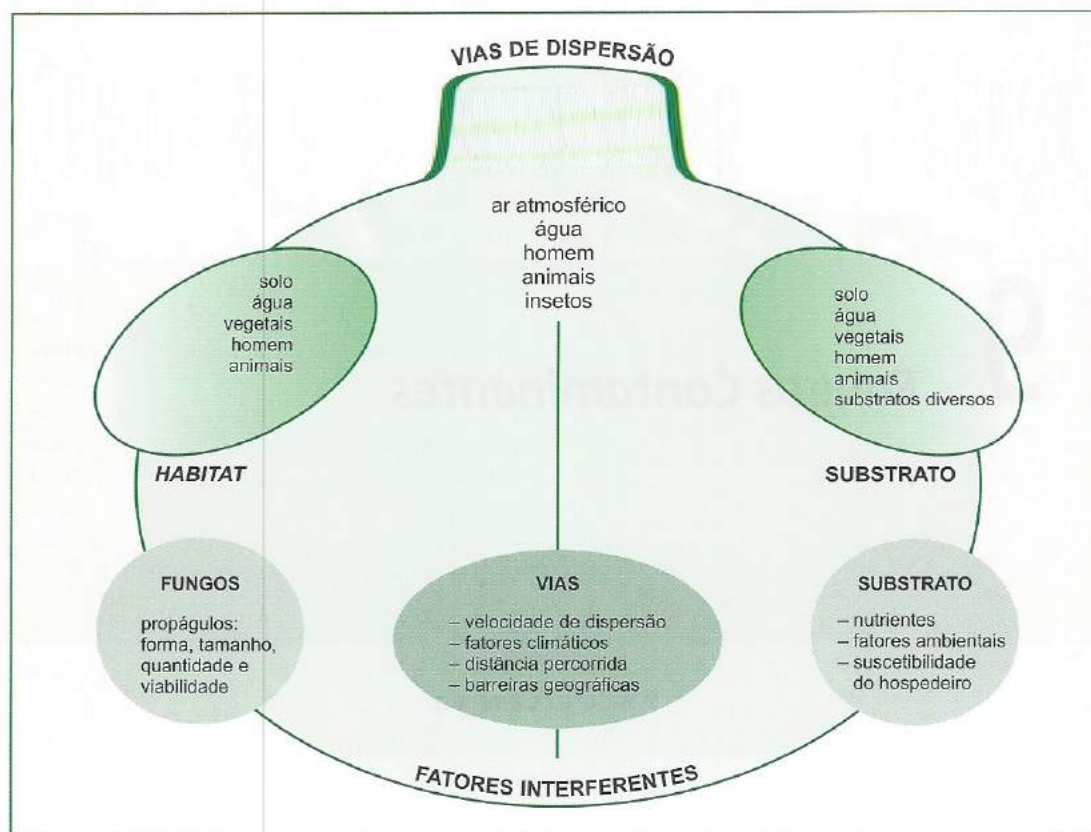 VIAS DE DISPERSÃO
ar atmosférico
água
homem
animais
insetos
solo
água
vegetais
homem
animais
HABITAT
solo
água
vegetais
homem
animais
substratos diversos
SUBSTRATO
FUNGOS
propágulos:
forma, tamanho,
quantidade e
viabilidade
VIAS
– velocidade de dispersão
– fatores climáticos
– distância percorrida
– barreiras geográficas
SUBSTRATO
– nutrientes
– fatores ambientais
– suscetibilidade
do hospedeiro
FATORES INTERFERENTES